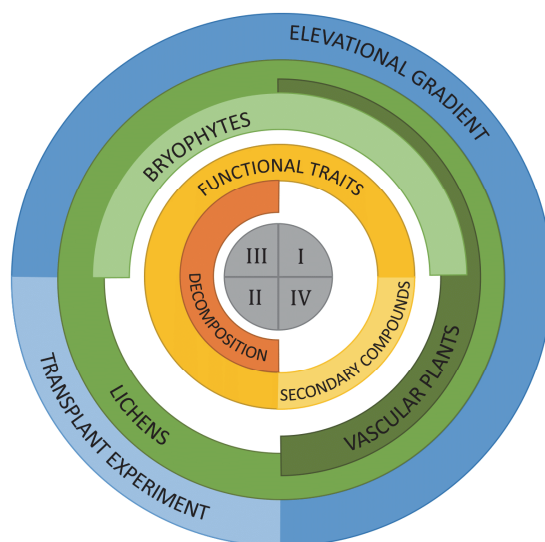 ELEVATIONAL GRADIENT
BRYOPHYTES
FUNCTIONAL TRAITS
III I
II IV
DECOMPOSITION
SECONDARY COMPOUNDS
VASCULAR PLANTS
LICHENS
TRANSPLANT EXPERIMENT